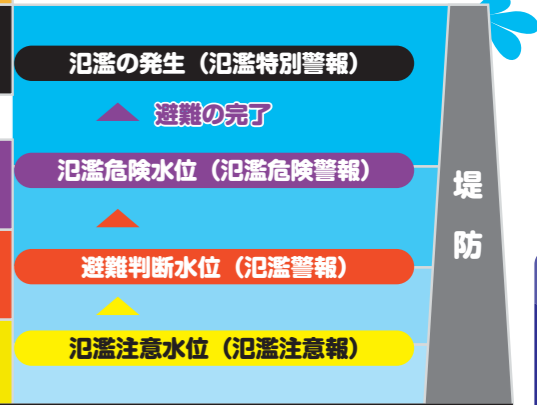 氾濫の発生（氾濫特別警報）
避難の完了
氾濫危険水位（氾濫危険警報）
避難判断水位（氾濫警報）
氾濫注意水位（氾濫注意報）
堤防